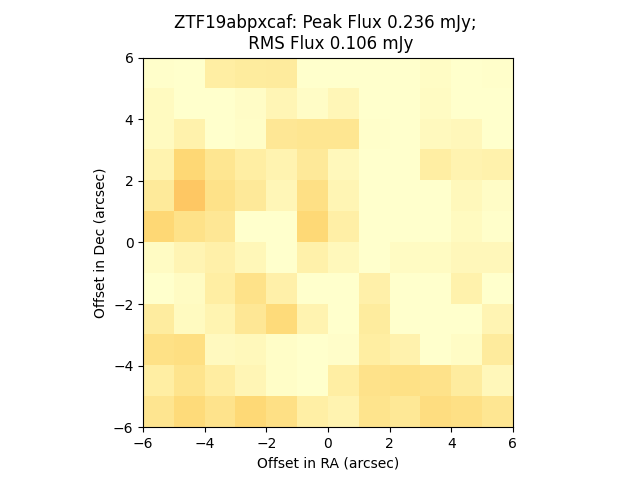 ZTF19abpxcaf: Peak Flux 0.236 mJy;
RMS Flux 0.106 mJy
6
4
2
0
−2
−4
−6
Offset in Dec (arcsec)
−6 −4 −2 0 2 4 6
Offset in RA (arcsec)